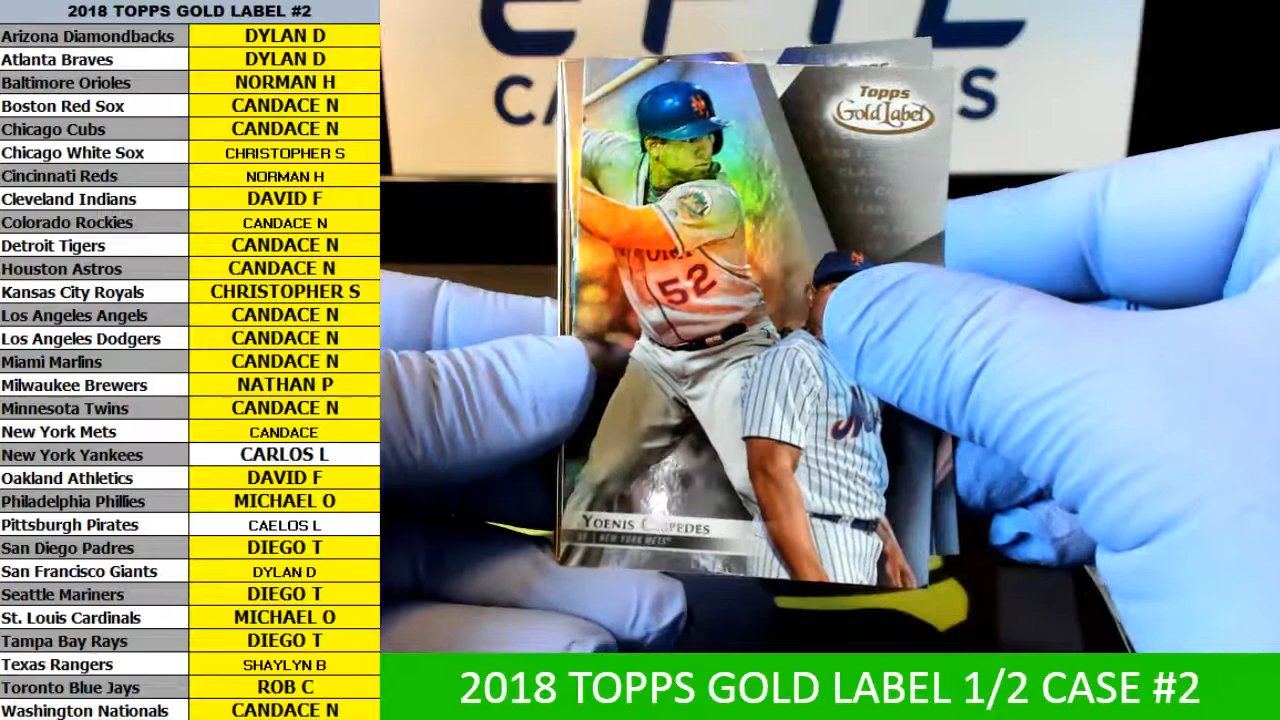 2018 TOPPS GOLD LABEL #2
Arizona Diamondbacks DYLAN D
Atlanta Braves DYLAN D
Baltimore Orioles NORMAN H
Boston Red Sox CANDACE N
Chicago Cubs CANDACE N
Chicago White Sox CHRISTOPHER S
Cincinnati Reds NORMAN H
Cleveland Indians DAVID F
Colorado Rockies CANDACE N
Detroit Tigers CANDACE N
Houston Astros CANDACE N
Kansas City Royals CHRISTOPHER S
Los Angeles Angels CANDACE N
Los Angeles Dodgers CANDACE N
Miami Marlins CANDACE N
Milwaukee Brewers NATHAN P
Minnesota Twins CANDACE N
New York Mets CANDACE
New York Yankees CARLOS L
Oakland Athletics DAVID F
Philadelphia Phillies MICHAEL O
Pittsburgh Pirates CAELOS L
San Diego Padres DIEGO T
San Francisco Giants DYLAN D
Seattle Mariners DIEGO T
St. Louis Cardinals MICHAEL O
Tampa Bay Rays DIEGO T
Texas Rangers SHAYLYN B
Toronto Blue Jays ROB C
Washington Nationals CANDACE N
Topps
Gold Label
52
YOENIS CESPEDES
NEW YORK METS
2018 TOPPS GOLD LABEL 1/2 CASE #2